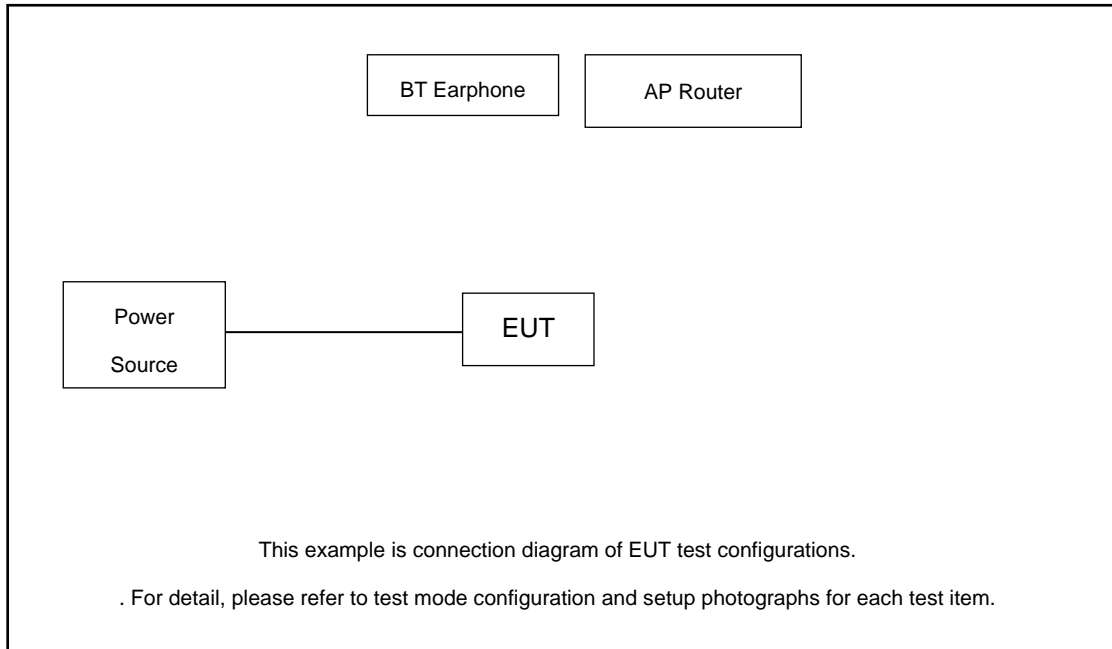 BT Earphone
AP Router
Power
Source
EUT
This example is connection diagram of EUT test configurations.
. For detail, please refer to test mode configuration and setup photographs for each test item.